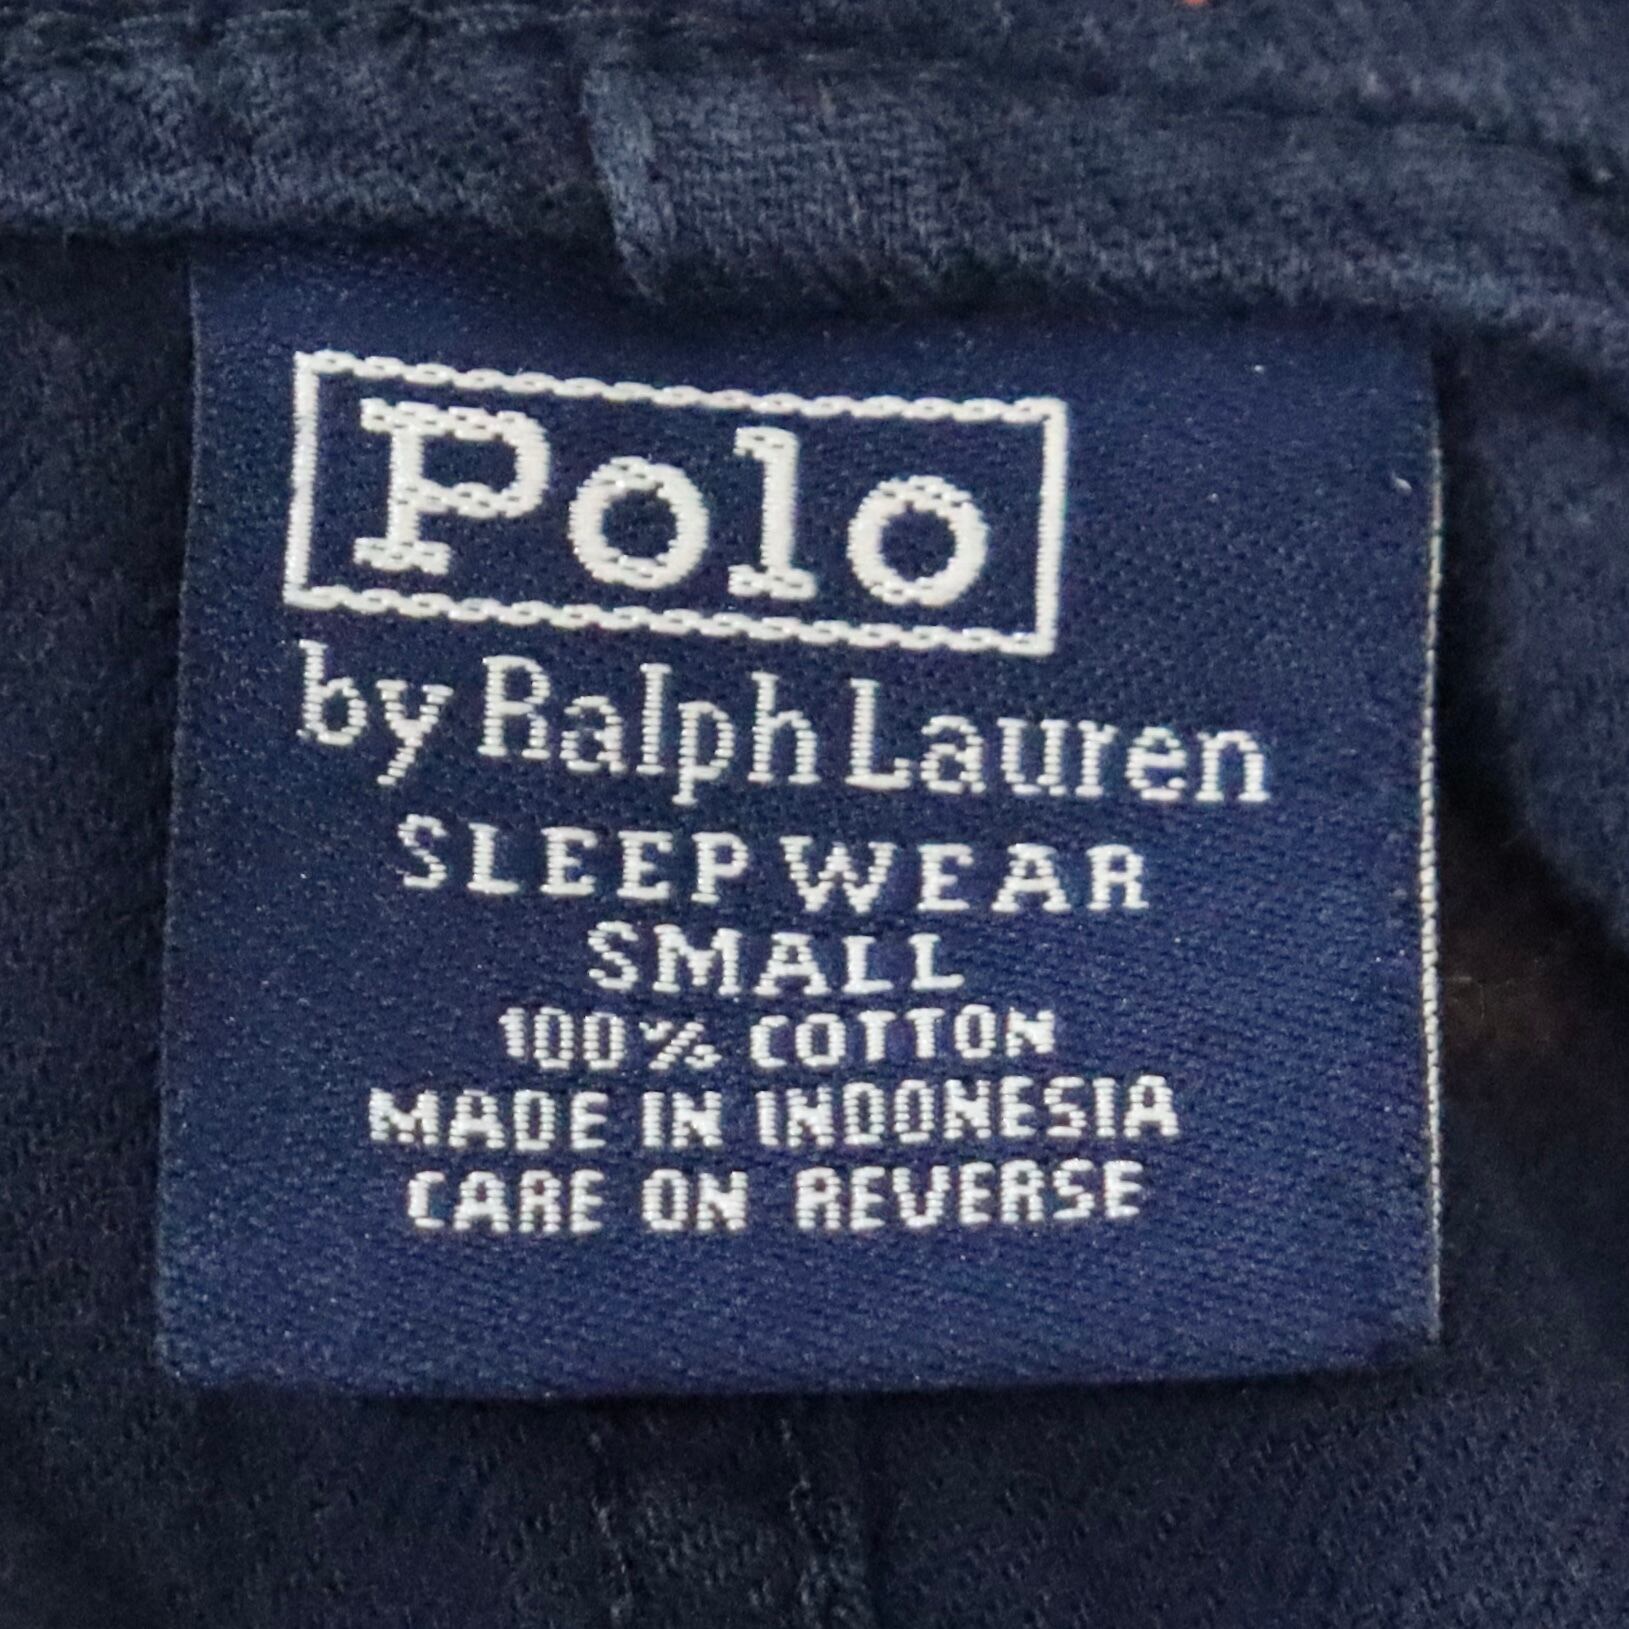 Polo
by Ralph Lauren
SLEEPWEAR
SMALL
100% COTTON
MADE IN INDONESIA
CARE ON REVERSE